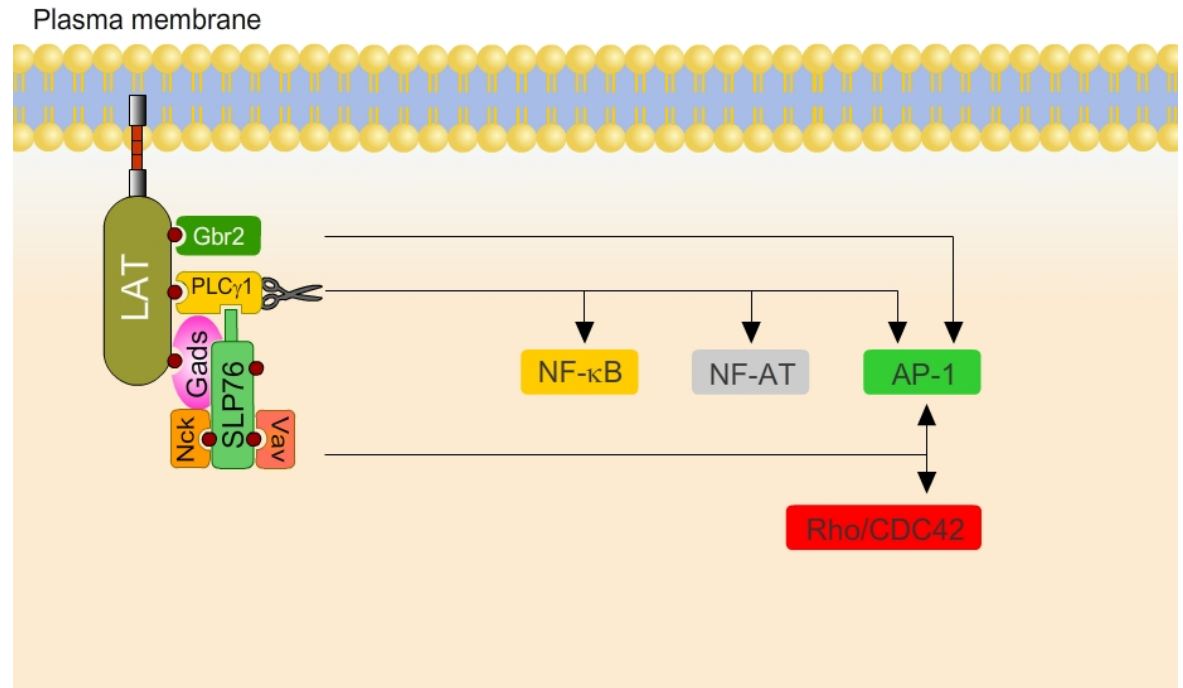 Plasma membrane
LAT
Gbr2
PLCγ1
Gads
SLP76
Nck
Vav
NF-κB
NF-AT
AP-1
Rho/CDC42